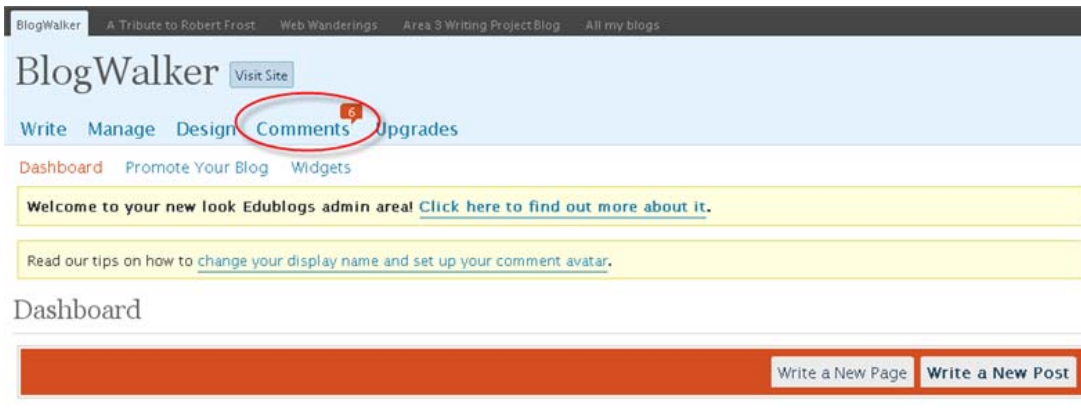 BlogWalker A Tribute to Robert Frost Web Wanderings Area 3 Writing Project Blog All my blogs
BlogWalker Visit Site
6
Write Manage Design Comments Upgrades
Dashboard Promote Your Blog Widgets
Welcome to your new look Edublogs admin area! Click here to find out more about it.
Read our tips on how to change your display name and set up your comment avatar.
Dashboard
Write a New Page Write a New Post